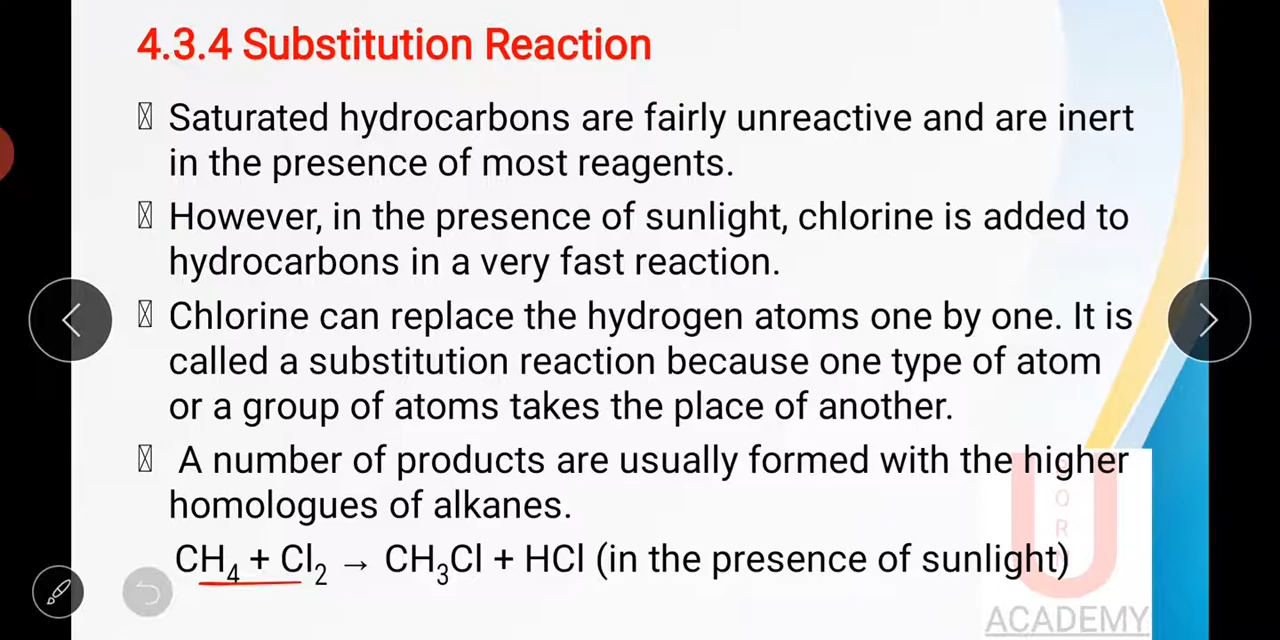 4.3.4 Substitution Reaction
Saturated hydrocarbons are fairly unreactive and are inert
in the presence of most reagents.
However, in the presence of sunlight, chlorine is added to
hydrocarbons in a very fast reaction.
Chlorine can replace the hydrogen atoms one by one. It is
called a substitution reaction because one type of atom
or a group of atoms takes the place of another.
A number of products are usually formed with the higher
homologues of alkanes.
CH₄ + Cl₂ → CH₃Cl + HCl (in the presence of sunlight)
ACADEMY